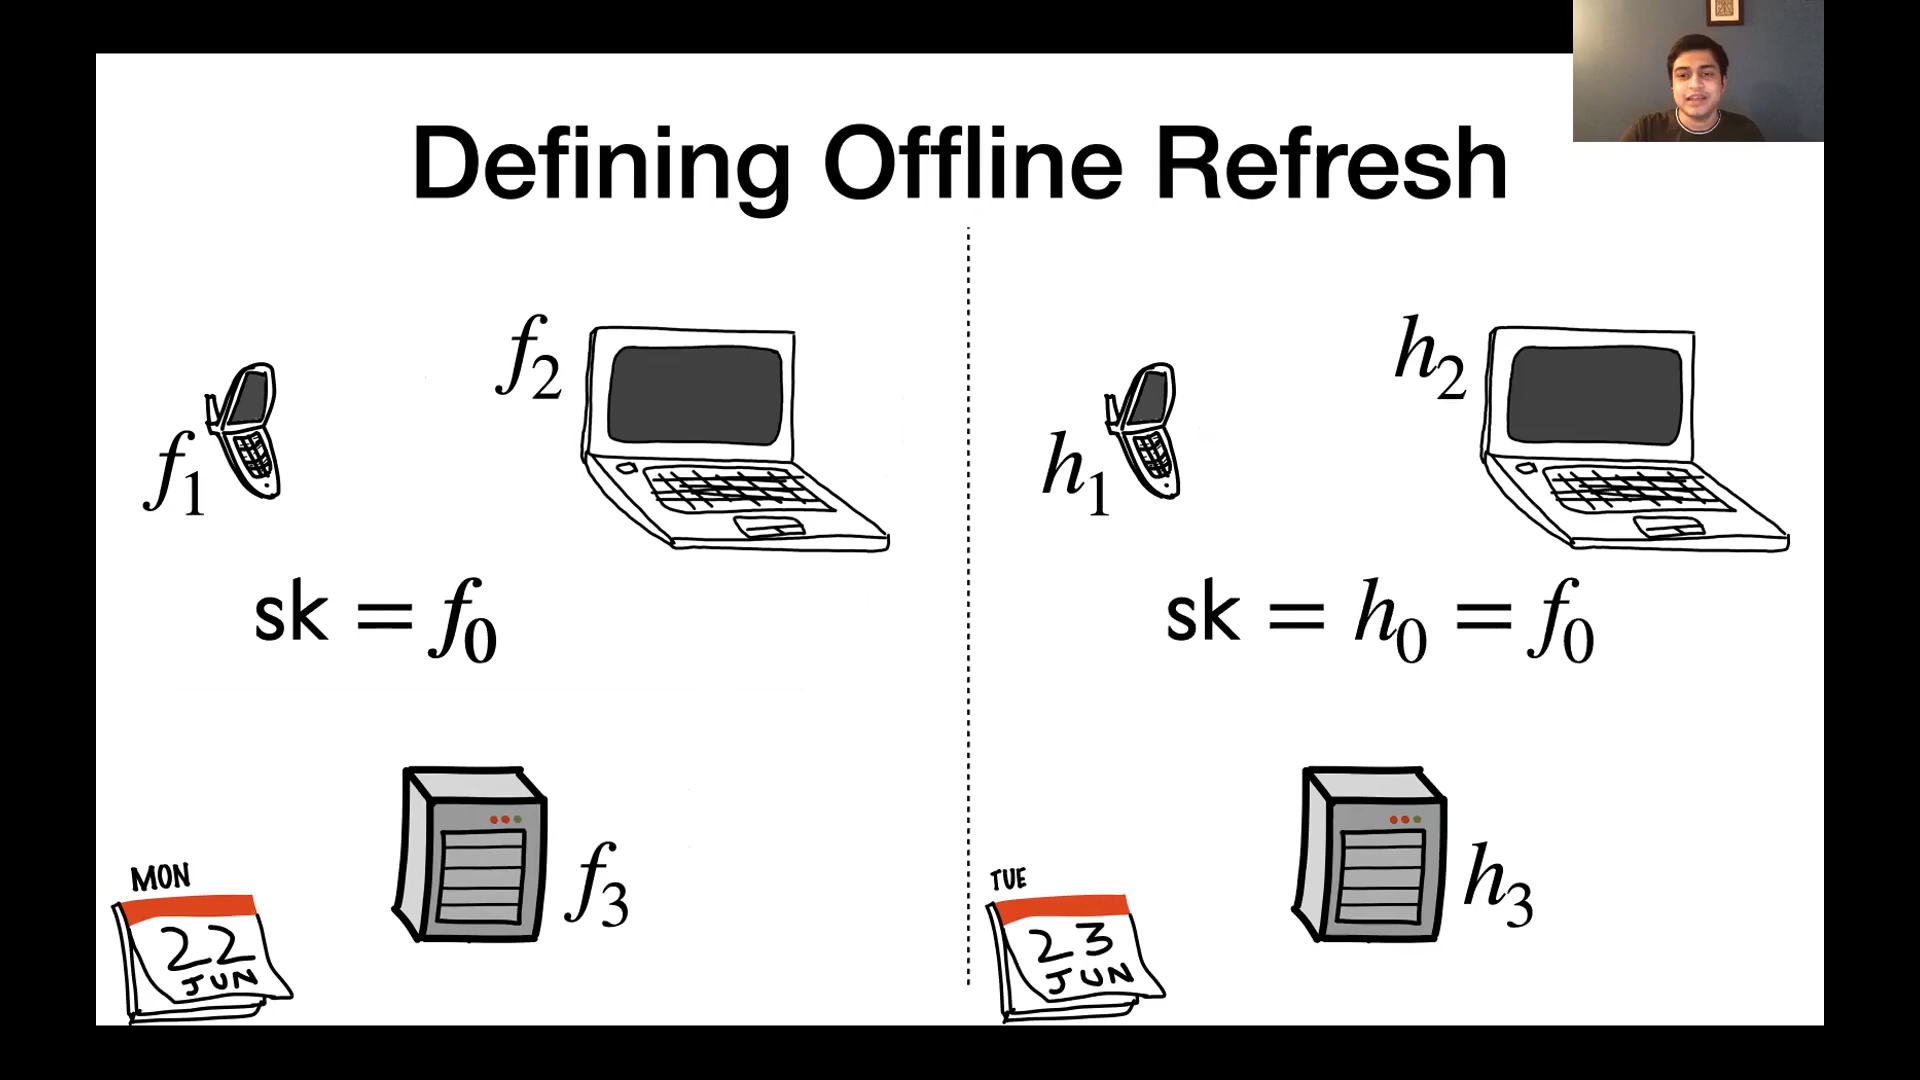 Defining Offline Refresh
f₁
f₂
sk = f₀
f₃
MON
22
JUN
h₁
h₂
sk = h₀ = f₀
h₃
TUE
23
JUN